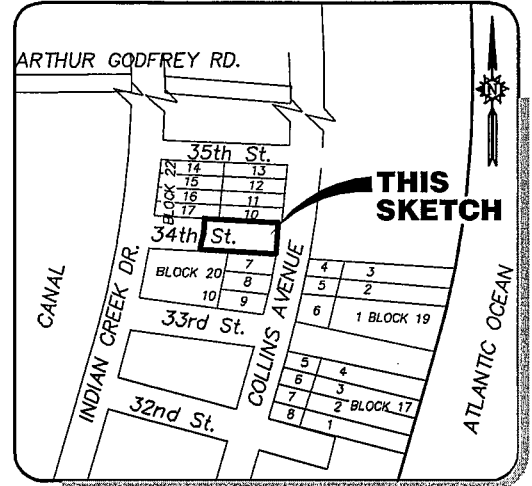 ARTHUR GODFREY RD.
N
35th St.
BLOCK 22
14 13
15 12
16 11
17 10
THIS
SKETCH
34th St.
BLOCK 20
7
8
10 9
33rd St.
32nd St.
CANAL
INDIAN CREEK DR.
COLLINS AVENUE
4 3
5 2
6 1 BLOCK 19
5 4
6 3
7 2 BLOCK 17
8 1
ATLANTIC OCEAN